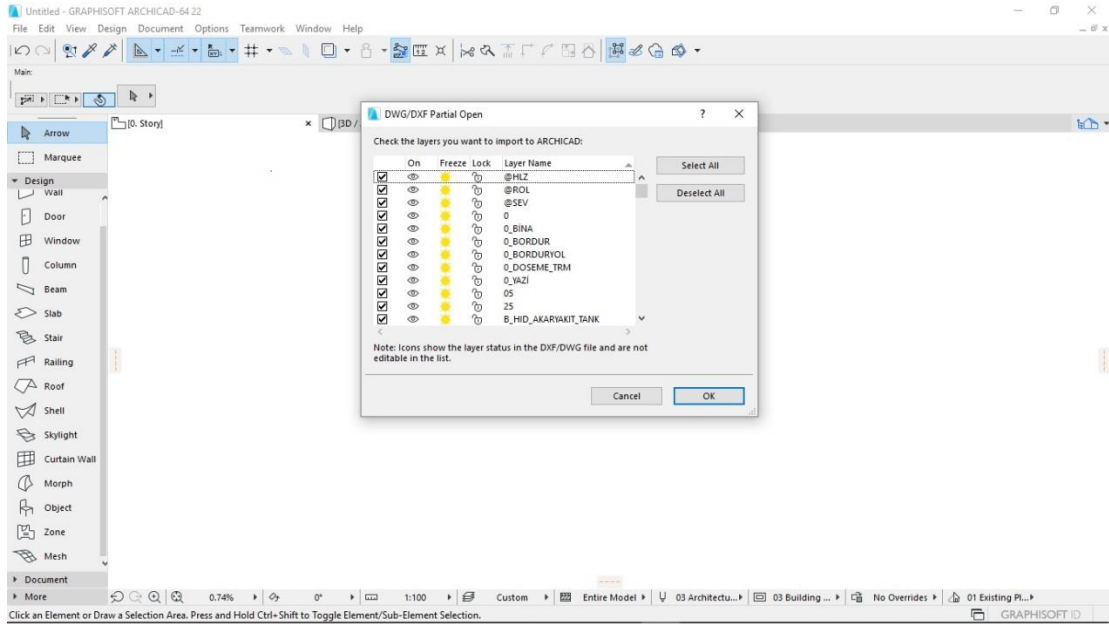 Untitled - GRAPHISOFT ARCHICAD-64 22
File Edit View Design Document Options Teamwork Window Help
Main:
[0. Story]
[3D /
Arrow
Marquee
Design
Wall
Door
Window
Column
Beam
Slab
Stair
Railing
Roof
Shell
Skylight
Curtain Wall
Morph
Object
Zone
Mesh
Document
More
DWG/DXF Partial Open
Check the layers you want to import to ARCHICAD:
On Freeze Lock Layer Name
@HLZ
@ROL
@SEV
0
0_BİNA
0_BORDUR
0_BORDURYOL
0_DOSEME_TRM
0_YAZİ
05
25
B_HID_AKARYAKIT_TANK
Select All
Deselect All
Note: Icons show the layer status in the DXF/DWG file and are not
editable in the list.
Cancel OK
0.74% 0° 1:100 Custom Entire Model 03 Architectu... 03 Building ... No Overrides 01 Existing Pl...
Click an Element or Draw a Selection Area. Press and Hold Ctrl+Shift to Toggle Element/Sub-Element Selection.
GRAPHISOFT ID